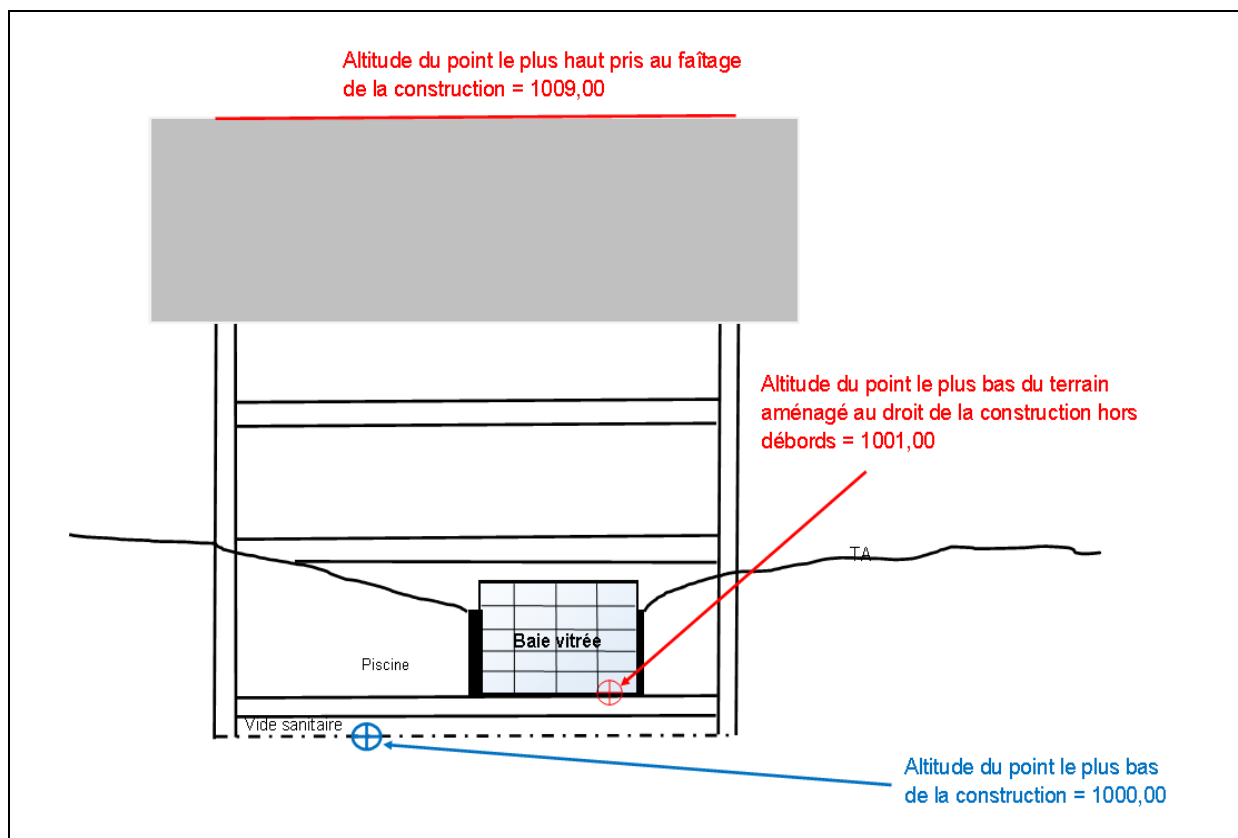 Altitude du point le plus haut pris au faîtage
de la construction = 1009,00
Altitude du point le plus bas du terrain
aménagé au droit de la construction hors
débords = 1001,00
TA
Baie vitrée
Piscine
Vide sanitaire
Altitude du point le plus bas
de la construction = 1000,00